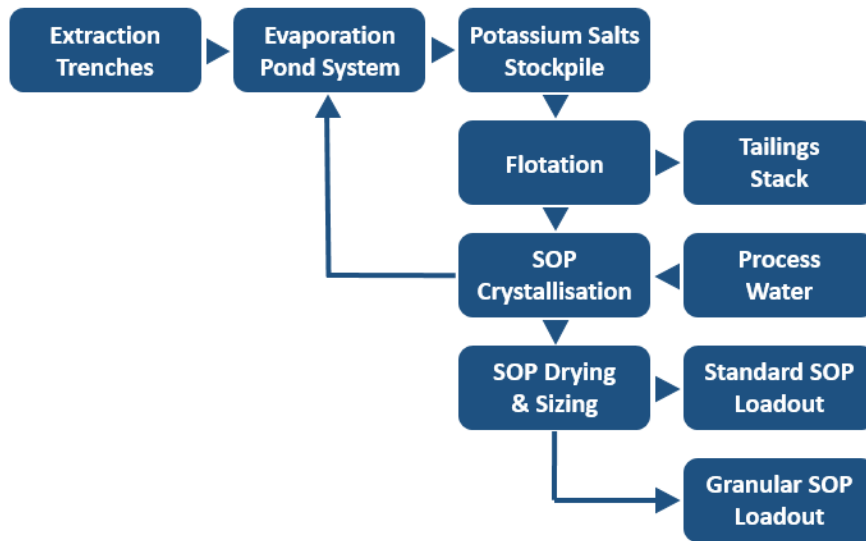 Extraction
Trenches
Evaporation
Pond System
Potassium Salts
Stockpile
Flotation
Tailings
Stack
SOP
Crystallisation
Process
Water
SOP Drying
& Sizing
Standard SOP
Loadout
Granular SOP
Loadout